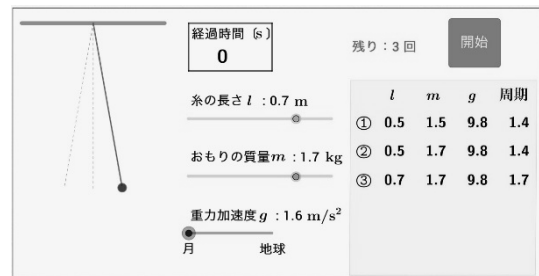 経過時間 (s)
0
残り：3 回
開始
糸の長さ l ：0.7 m
おもりの質量m ：1.7 kg
重力加速度 g ：1.6 m/s²
月 地球
l m g 周期
① 0.5 1.5 9.8 1.4
② 0.5 1.7 9.8 1.4
③ 0.7 1.7 9.8 1.7